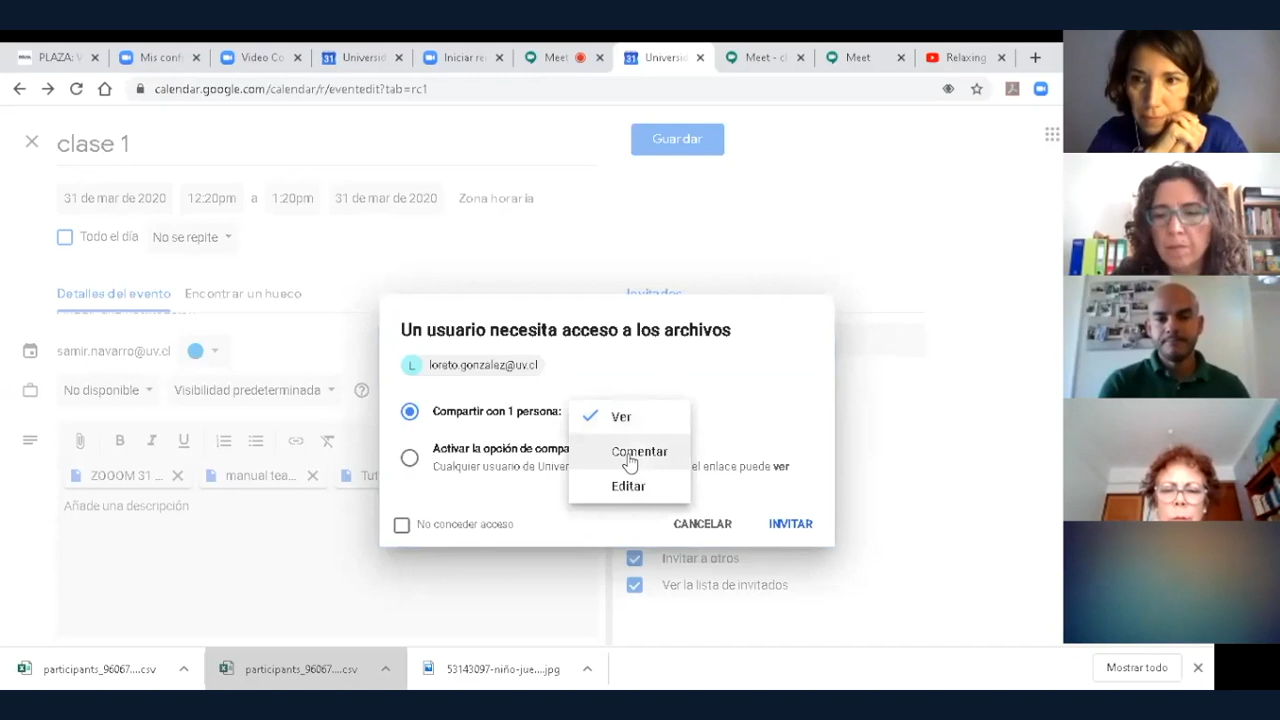 PLAZA: V
Mis conf
Video Co
Universid
Iniciar re
Meet
Universid
Meet - cl
Meet
Relaxing
calendar.google.com/calendar/r/eventedit?tab=rc1
clase 1
Guardar
31 de mar de 2020 12:20pm a 1:20pm 31 de mar de 2020 Zona horaria
Todo el día No se repite
Detalles del evento Encontrar un hueco
Invitados
Un usuario necesita acceso a los archivos
samir.navarro@uv.cl
L loreto.gonzalez@uv.cl
No disponible Visibilidad predeterminada
Compartir con 1 persona:
Ver
Comentar
Editar
Activar la opción de compa
Cualquier usuario de Univer
el enlace puede ver
B I U
ZOOOM 31 ...
manual tea...
Tut
Añade una descripción
No conceder acceso
CANCELAR INVITAR
Invitar a otros
Ver la lista de invitados
participants_96067....csv
participants_96067....csv
53143097-niño-jue....jpg
Mostrar todo